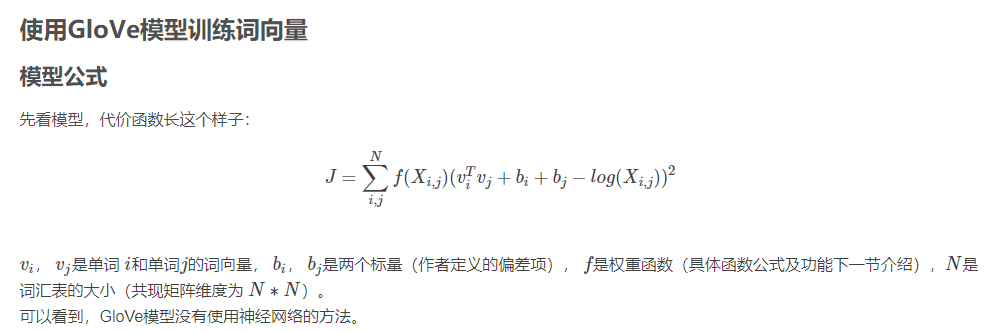 使用GloVe模型训练词向量
模型公式
先看模型，代价函数长这个样子：
$J = \sum_{i,j}^{N} f(X_{i,j})(v_i^T v_j + b_i + b_j - log(X_{i,j}))^2$
$v_i$， $v_j$是单词 $i$和单词$j$的词向量， $b_i$， $b_j$是两个标量（作者定义的偏差项）， $f$是权重函数（具体函数公式及功能下一节介绍），$N$是
词汇表的大小（共现矩阵维度为 $N * N$）。
可以看到，GloVe模型没有使用神经网络的方法。